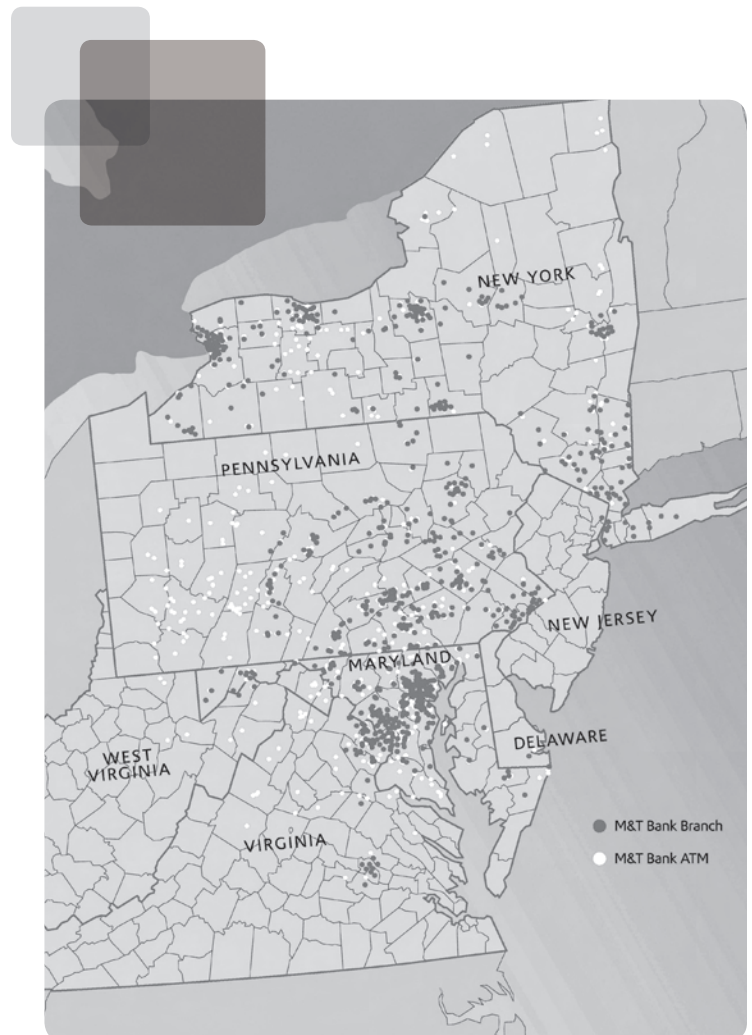 NEW YORK
PENNSYLVANIA
NEW JERSEY
MARYLAND
DELAWARE
WEST
VIRGINIA
VIRGINIA
M&T Bank Branch
M&T Bank ATM